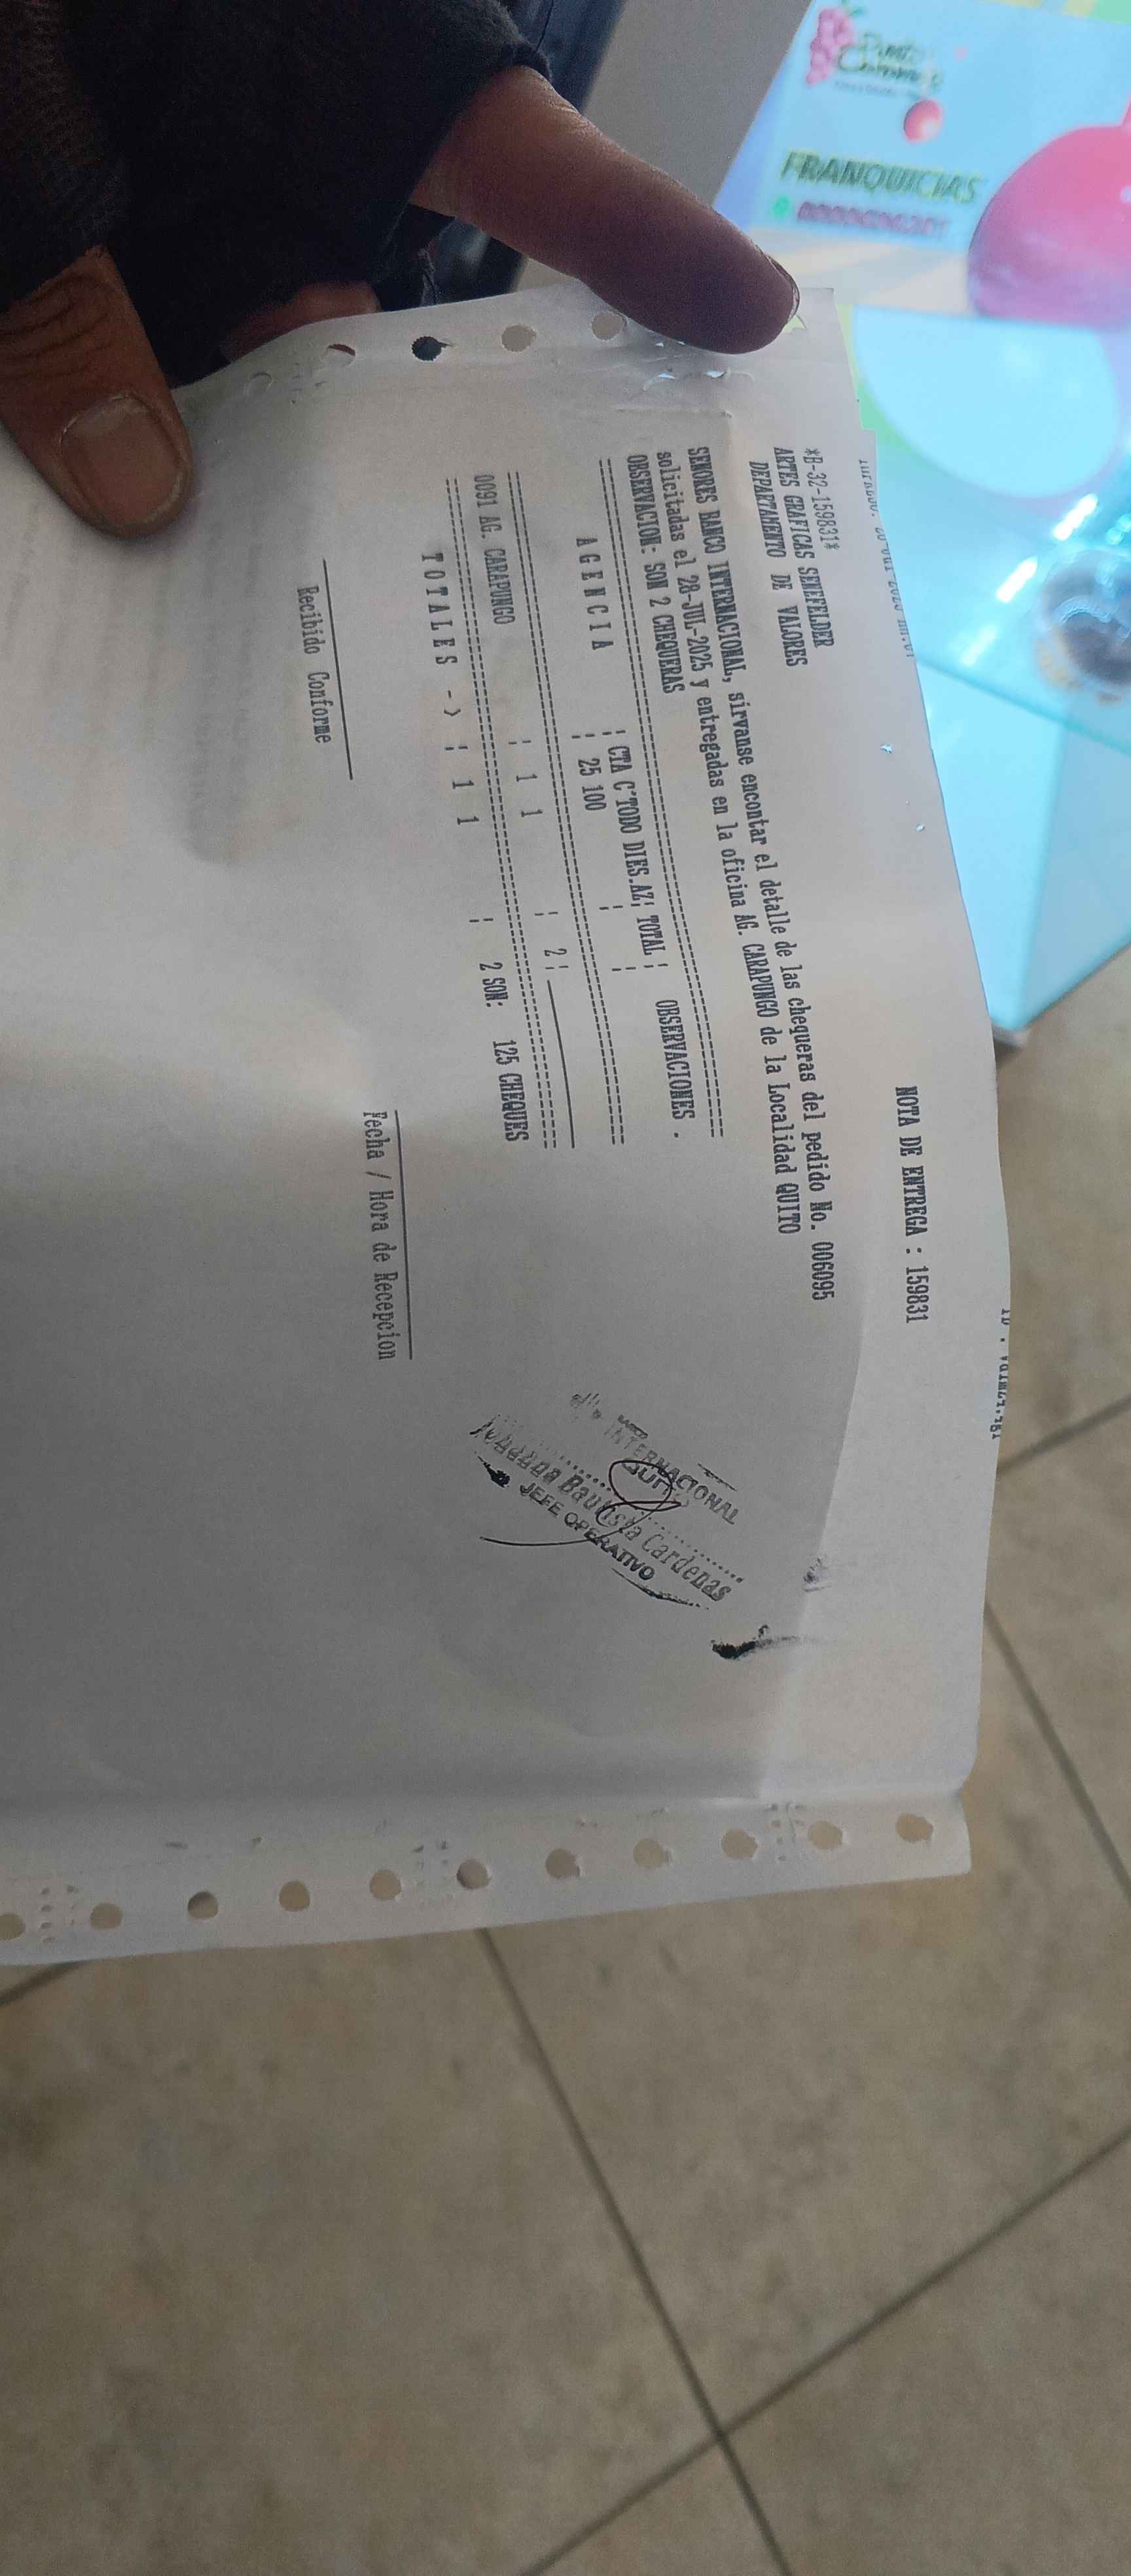 FRANQUICIAS
NOTA DE ENTREGA : 159831
*B-32-159831*
ARTES GRAFICAS SENEFELDER
DEPARTAMENTO DE VALORES
SENORES BANCO INTERNACIONAL, sirvanse encontar el detalle de las chequeras del pedido No. 006095
solicitadas el 28-JUL-2025 y entregadas en la oficina AG. CARAPUNGO de la Localidad QUITO
OBSERVACION: SON 2 CHEQUERAS
A G E N C I A ¦ CTA C'TODO DIES.AZ¦ TOTAL ¦ OBSERVACIONES .
¦ 25 100 ¦ ¦
0091 AG. CARAPUNGO ¦ 1 1 ¦ 2 ¦
T O T A L E S - > ¦ 1 1 ¦ 2 SON: 125 CHEQUES
Recibido Conforme Fecha / Hora de Recepcion
BANCO
INTERNACIONAL
QUITO
Bautista Cardenas
JEFE OPERATIVO